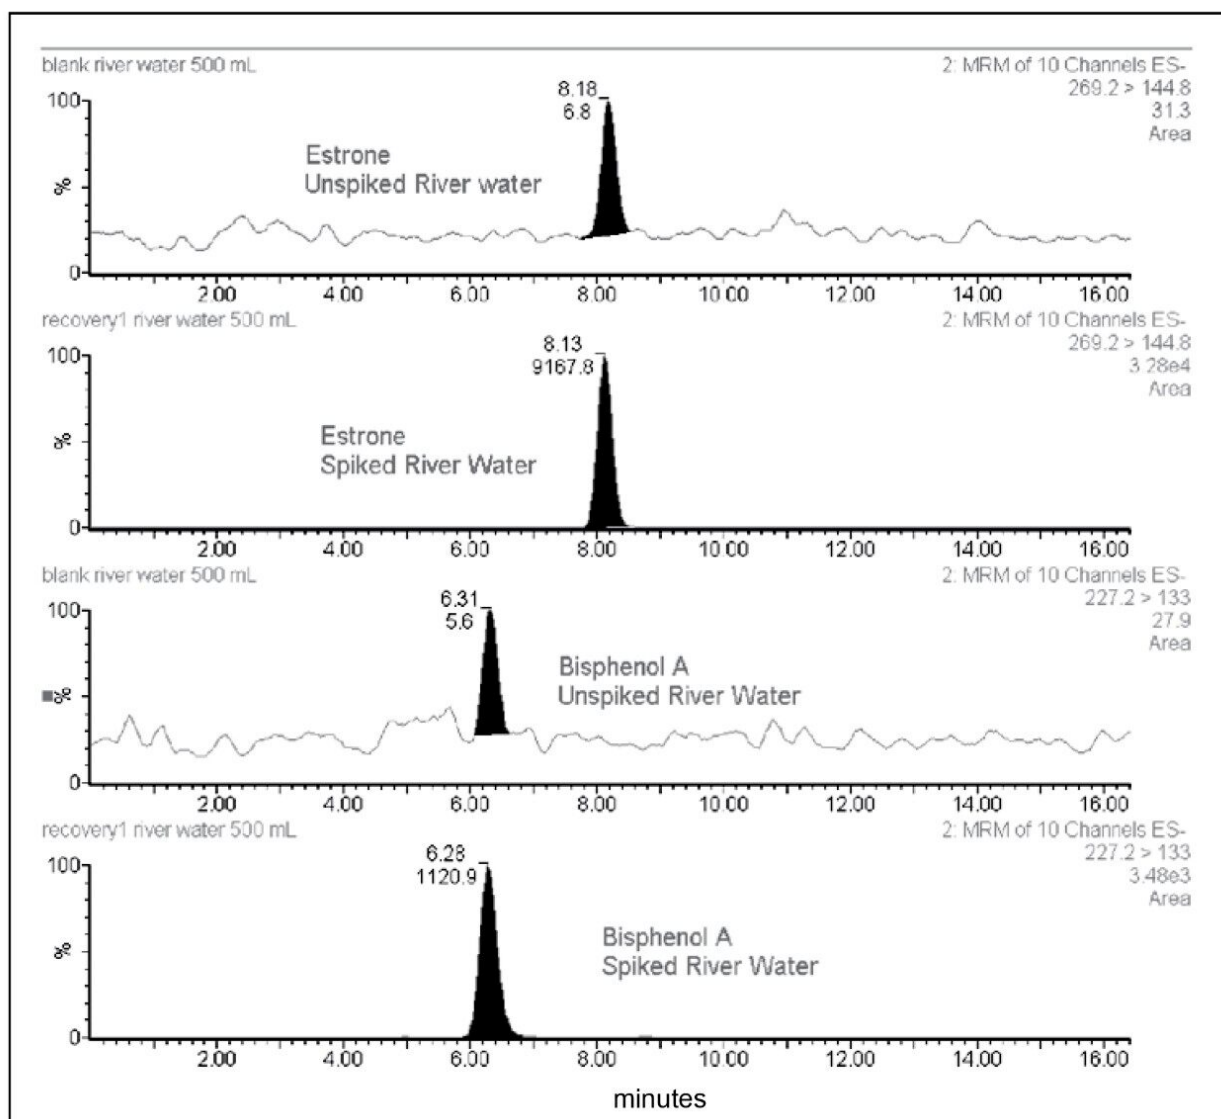 blank river water 500 mL
2: MRM of 10 Channels ES-
269.2 > 144.8
31.3
Area
8.18
6.8
100
%
0
Estrone
Unspiked River water
2.00 4.00 6.00 8.00 10.00 12.00 14.00 16.00
recovery1 river water 500 mL
2: MRM of 10 Channels ES-
269.2 > 144.8
3.28e4
Area
8.13
9167.8
100
%
0
Estrone
Spiked River Water
2.00 4.00 6.00 8.00 10.00 12.00 14.00 16.00
blank river water 500 mL
2: MRM of 10 Channels ES-
227.2 > 133
27.9
Area
6.31
5.6
100
%
0
Bisphenol A
Unspiked River Water
2.00 4.00 6.00 8.00 10.00 12.00 14.00 16.00
recovery1 river water 500 mL
2: MRM of 10 Channels ES-
227.2 > 133
3.48e3
Area
6.28
1120.9
100
%
0
Bisphenol A
Spiked River Water
2.00 4.00 6.00 8.00 10.00 12.00 14.00 16.00
minutes